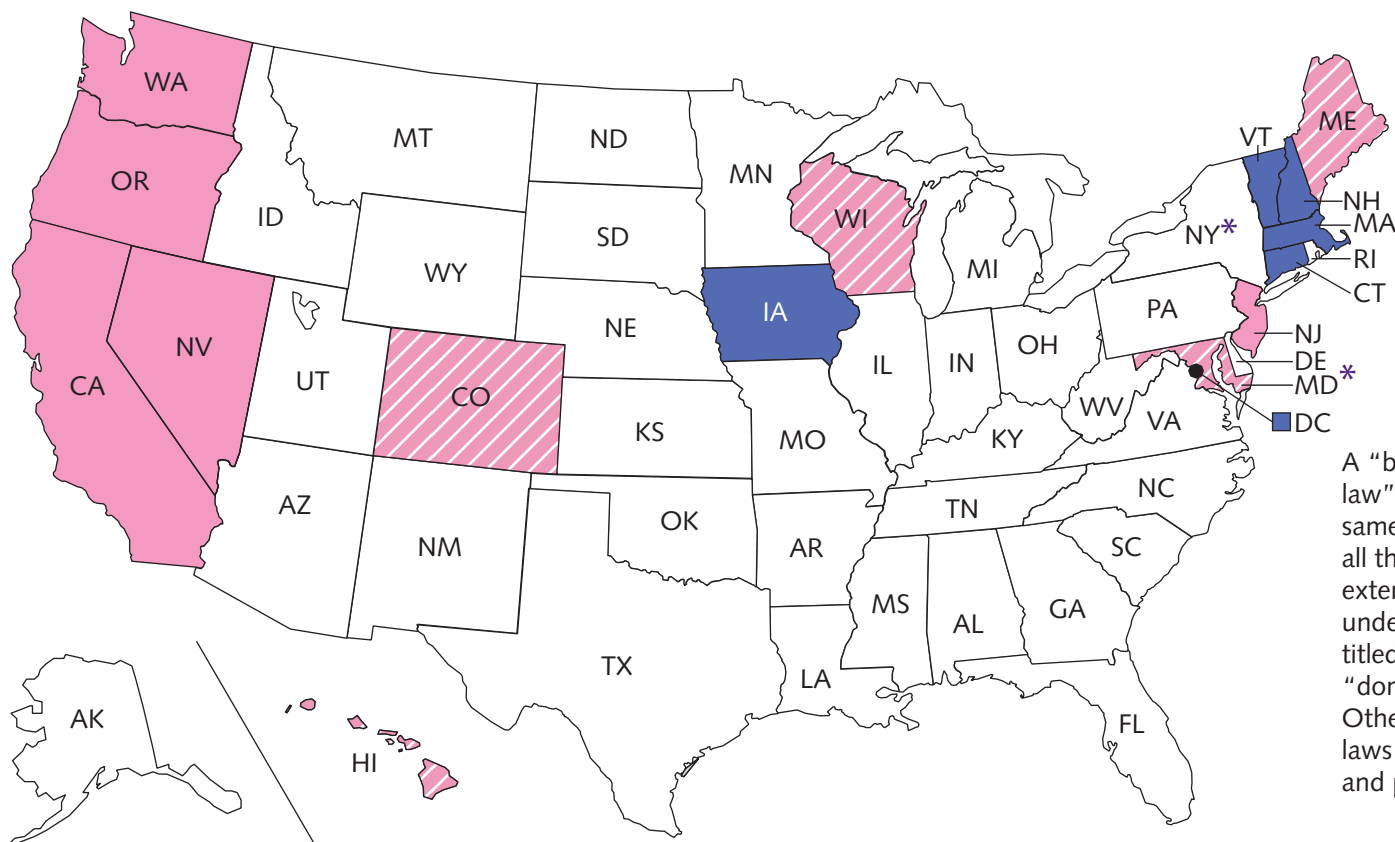 WA
OR
CA
NV
ID
MT
WY
UT
AZ
CO
NM
ND
SD
NE
KS
OK
TX
MN
IA
MO
AR
LA
WI
IL
MI
IN
OH
KY
TN
MS
AL
GA
FL
SC
NC
VA
WV
PA
NY*
VT
ME
NH
MA
RI
CT
NJ
DE
MD*
DC
AK
HI
A “b
law”
same
all th
exter
unde
titled
“don
Othe
laws
and p